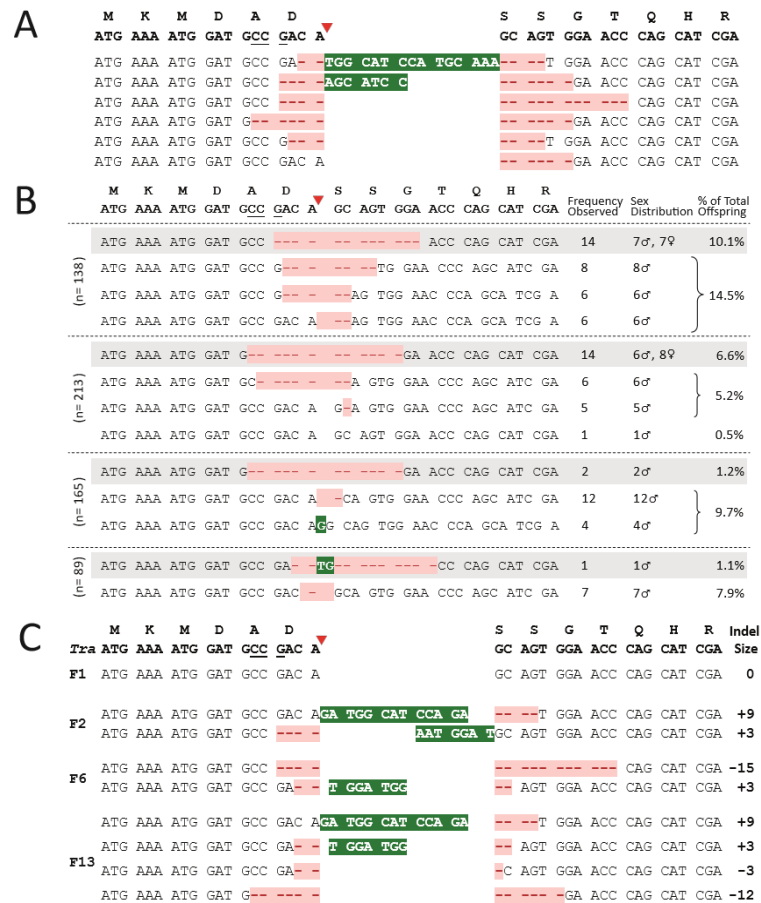 A
M K M D A D S S G T Q H R
ATG AAA ATG GAT GCC GACA A GC AGT GGA ACC CAG CAT CGA
ATG AAA ATG GAT GCC GA-- TGG CAT CCA TGC AAA -- ---T GGA ACC CAG CAT CGA
ATG AAA ATG GAT GCC ---- AGC ATC C -- --- --GA ACC CAG CAT CGA
ATG AAA ATG GAT GCC ---- -- --- --- --- - CAG CAT CGA
ATG AAA ATG GAT G-- ---- -- --- --GA ACC CAG CAT CGA
ATG AAA ATG GAT GCC G--- -- ---T GGA ACC CAG CAT CGA
ATG AAA ATG GAT GCC GACA -- --- --GA ACC CAG CAT CGA
B
M K M D A D S S G T Q H R
Frequency Observed Sex Distribution % of Total Offspring
ATG AAA ATG GAT GCC GACA A GC AGT GGA ACC CAG CAT CGA
(n= 138)
ATG AAA ATG GAT GCC --- - -- --- --- ACC CAG CAT CGA 14 7♂, 7♀ 10.1%
ATG AAA ATG GAT GCC G--- - -- ---TG GAA CCC AGC ATC GA 8 8♂
14.5%
ATG AAA ATG GAT GCC G--- - --AG TGG AAC CCA GCA TCG A 6 6♂
ATG AAA ATG GAT GCC GACA --AG TGG AAC CCA GCA TCG A 6 6♂
(n= 213)
ATG AAA ATG GAT G-- --- - -- --- --GA ACC CAG CAT CGA 14 6♂, 8♀ 6.6%
ATG AAA ATG GAT GC- --- - -- --A GTG GAA CCC AGC ATC GA 6 6♂
5.2%
ATG AAA ATG GAT GCC GAC A G-A GTG GAA CCC AGC ATC GA 5 5♂
ATG AAA ATG GAT GCC GAC A GC AGT GGA ACC CAG CAT CGA 1 1♂ 0.5%
(n= 165)
ATG AAA ATG GAT G-- --- - -- --- --GA ACC CAG CAT CGA 2 2♂ 1.2%
ATG AAA ATG GAT GCC GAC A- --CA GTG GAA CCC AGC ATC GA 12 12♂
9.7%
ATG AAA ATG GAT GCC GAC AGG CAG TGG AAC CCA GCA TCG A 4 4♂
(n= 89)
ATG AAA ATG GAT GCC GA- - TG-- --- --- -CC CAG CAT CGA 1 1♂ 1.1%
ATG AAA ATG GAT GCC GAC - -GCA GTG GAA CCC AGC ATC GA 7 7♂ 7.9%
C
M K M D A D S S G T Q H R Indel Size
Tra ATG AAA ATG GAT GCC GACA A GC AGT GGA ACC CAG CAT CGA
F1 ATG AAA ATG GAT GCC GACA A GC AGT GGA ACC CAG CAT CGA 0
F2
ATG AAA ATG GAT GCC GACA GA TGG CAT CCA GA -- ---T GGA ACC CAG CAT CGA +9
ATG AAA ATG GAT GCC --- - AAT GGA T GC AGT GGA ACC CAG CAT CGA +3
F6
ATG AAA ATG GAT GCC --- - -- --- --- --- - CAG CAT CGA -15
ATG AAA ATG GAT GCC GA-- T GGA TGG -- AGT GGA ACC CAG CAT CGA +3
F13
ATG AAA ATG GAT GCC GACA GA TGG CAT CCA GA -- ---T GGA ACC CAG CAT CGA +9
ATG AAA ATG GAT GCC GA-- T GGA TGG -- AGT GGA ACC CAG CAT CGA +3
ATG AAA ATG GAT GCC GA-- -C AGT GGA ACC CAG CAT CGA -3
ATG AAA ATG GAT G-- --- - -- --- --GA ACC CAG CAT CGA -12